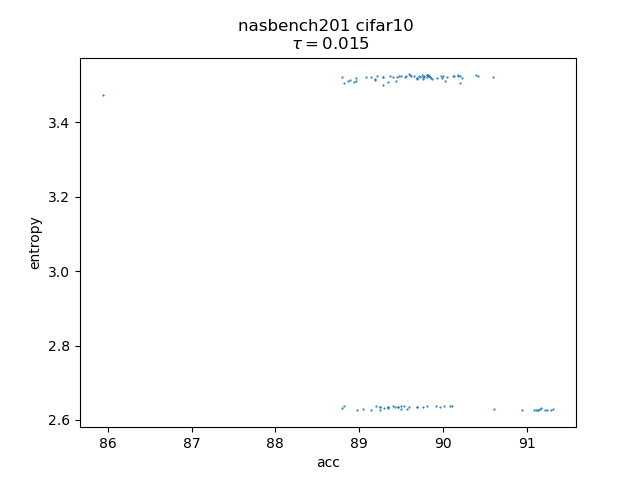 nasbench201 cifar10
τ = 0.015
3.4
3.2
3.0
2.8
2.6
entropy
86
87
88
89
90
91
acc